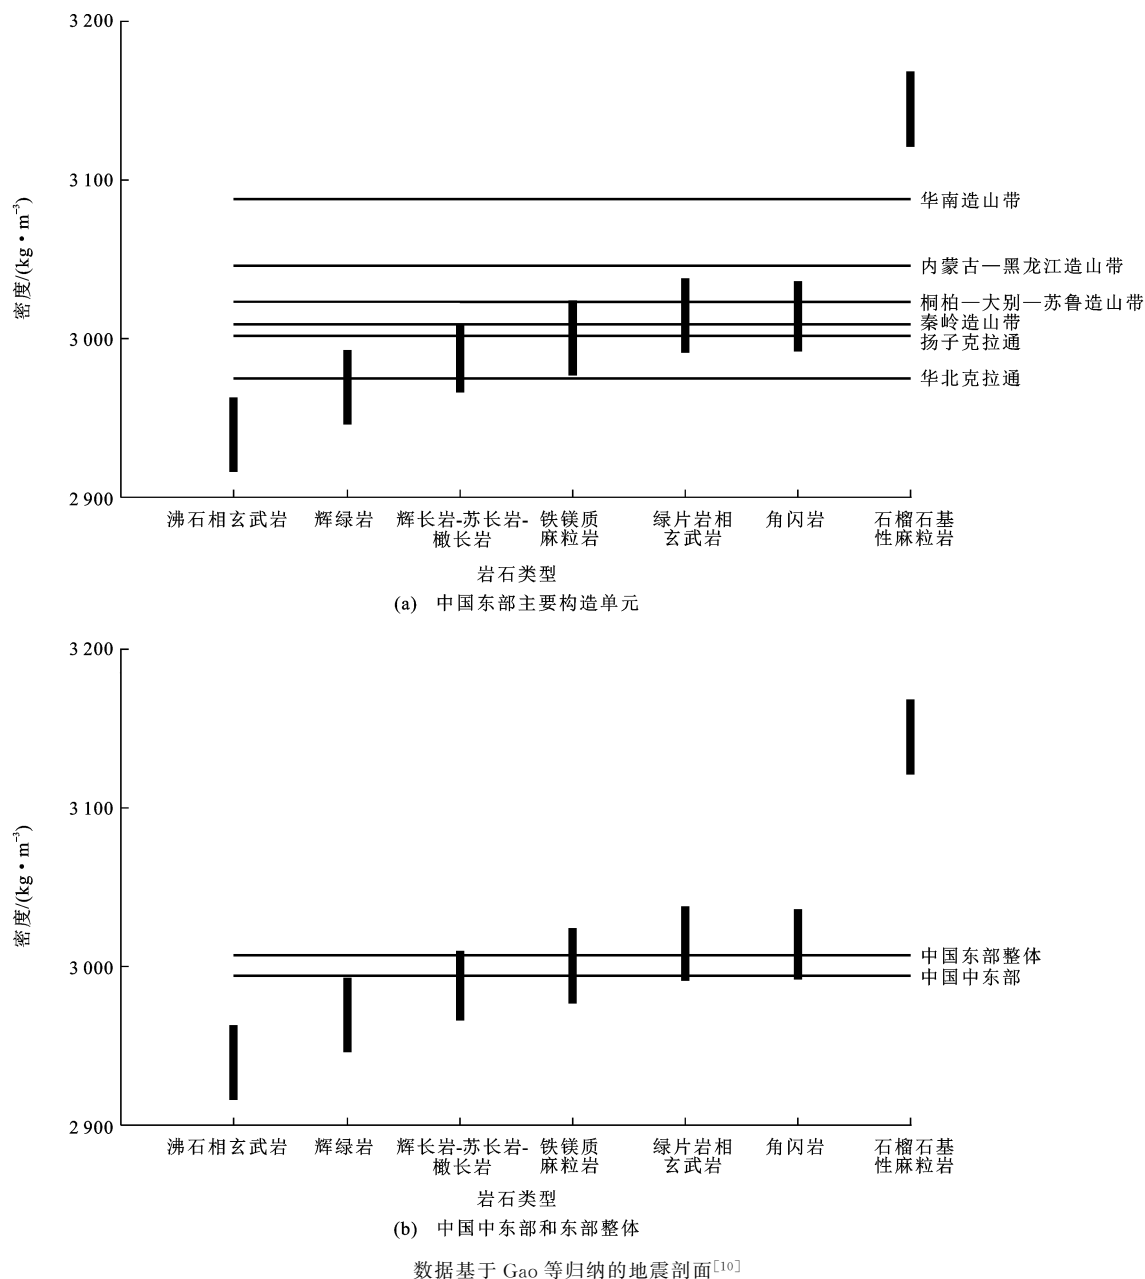 3 200
3 100
3 000
2 900
密度/(kg·m⁻³)
华南造山带
内蒙古—黑龙江造山带
桐柏—大别—苏鲁造山带
秦岭造山带
扬子克拉通
华北克拉通
沸石相玄武岩
辉绿岩
辉长岩-苏长岩-
橄长岩
铁镁质
麻粒岩
绿片岩相
玄武岩
角闪岩
石榴石基
性麻粒岩
岩石类型
(a) 中国东部主要构造单元
3 200
3 100
3 000
2 900
密度/(kg·m⁻³)
中国东部整体
中国中东部
沸石相玄武岩
辉绿岩
辉长岩-苏长岩-
橄长岩
铁镁质
麻粒岩
绿片岩相
玄武岩
角闪岩
石榴石基
性麻粒岩
岩石类型
(b) 中国中东部和东部整体
数据基于 Gao 等归纳的地震剖面[10]